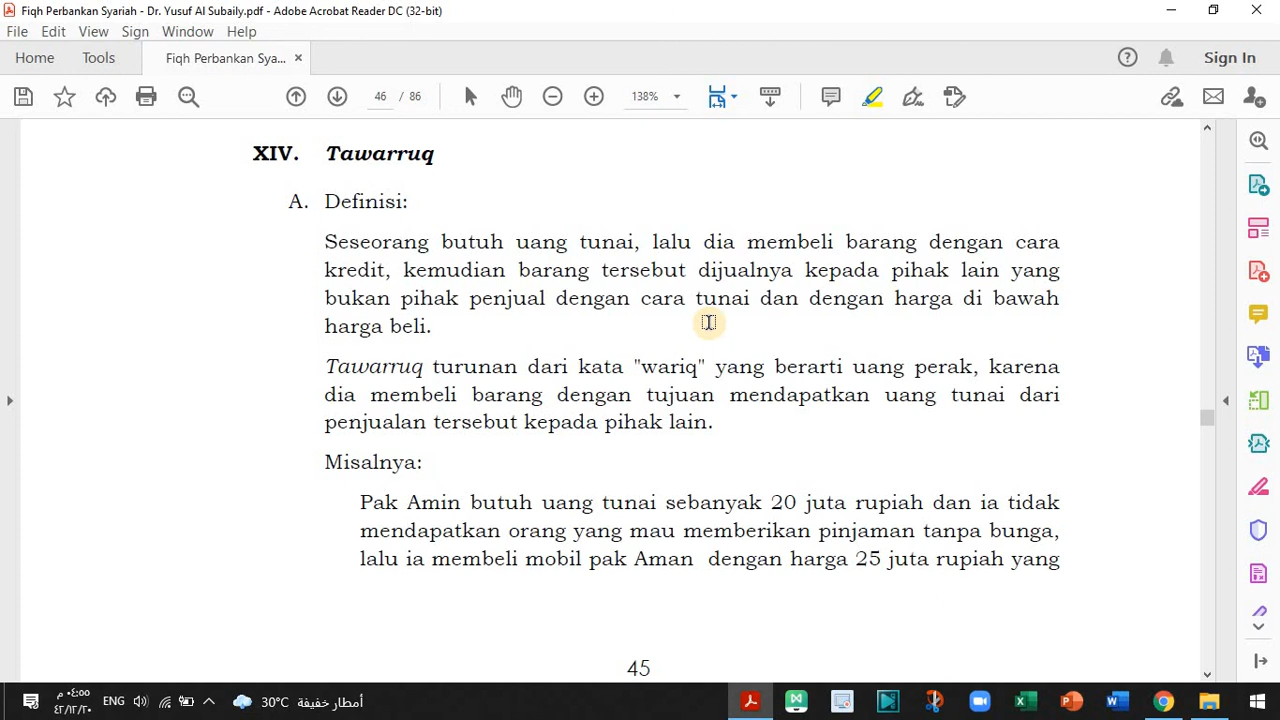 Fiqh Perbankan Syariah - Dr. Yusuf Al Subaily.pdf - Adobe Acrobat Reader DC (32-bit)
File Edit View Sign Window Help
Home Tools Fiqh Perbankan Sya... × Sign In
46 / 86 138%
XIV. Tawarruq
A. Definisi:
Seseorang butuh uang tunai, lalu dia membeli barang dengan cara
kredit, kemudian barang tersebut dijualnya kepada pihak lain yang
bukan pihak penjual dengan cara tunai dan dengan harga di bawah
harga beli.
Tawarruq turunan dari kata "wariq" yang berarti uang perak, karena
dia membeli barang dengan tujuan mendapatkan uang tunai dari
penjualan tersebut kepada pihak lain.
Misalnya:
Pak Amin butuh uang tunai sebanyak 20 juta rupiah dan ia tidak
mendapatkan orang yang mau memberikan pinjaman tanpa bunga,
lalu ia membeli mobil pak Aman dengan harga 25 juta rupiah yang
45
٠٤:٥٥ م
ENG 30°C أمطار خفيفة